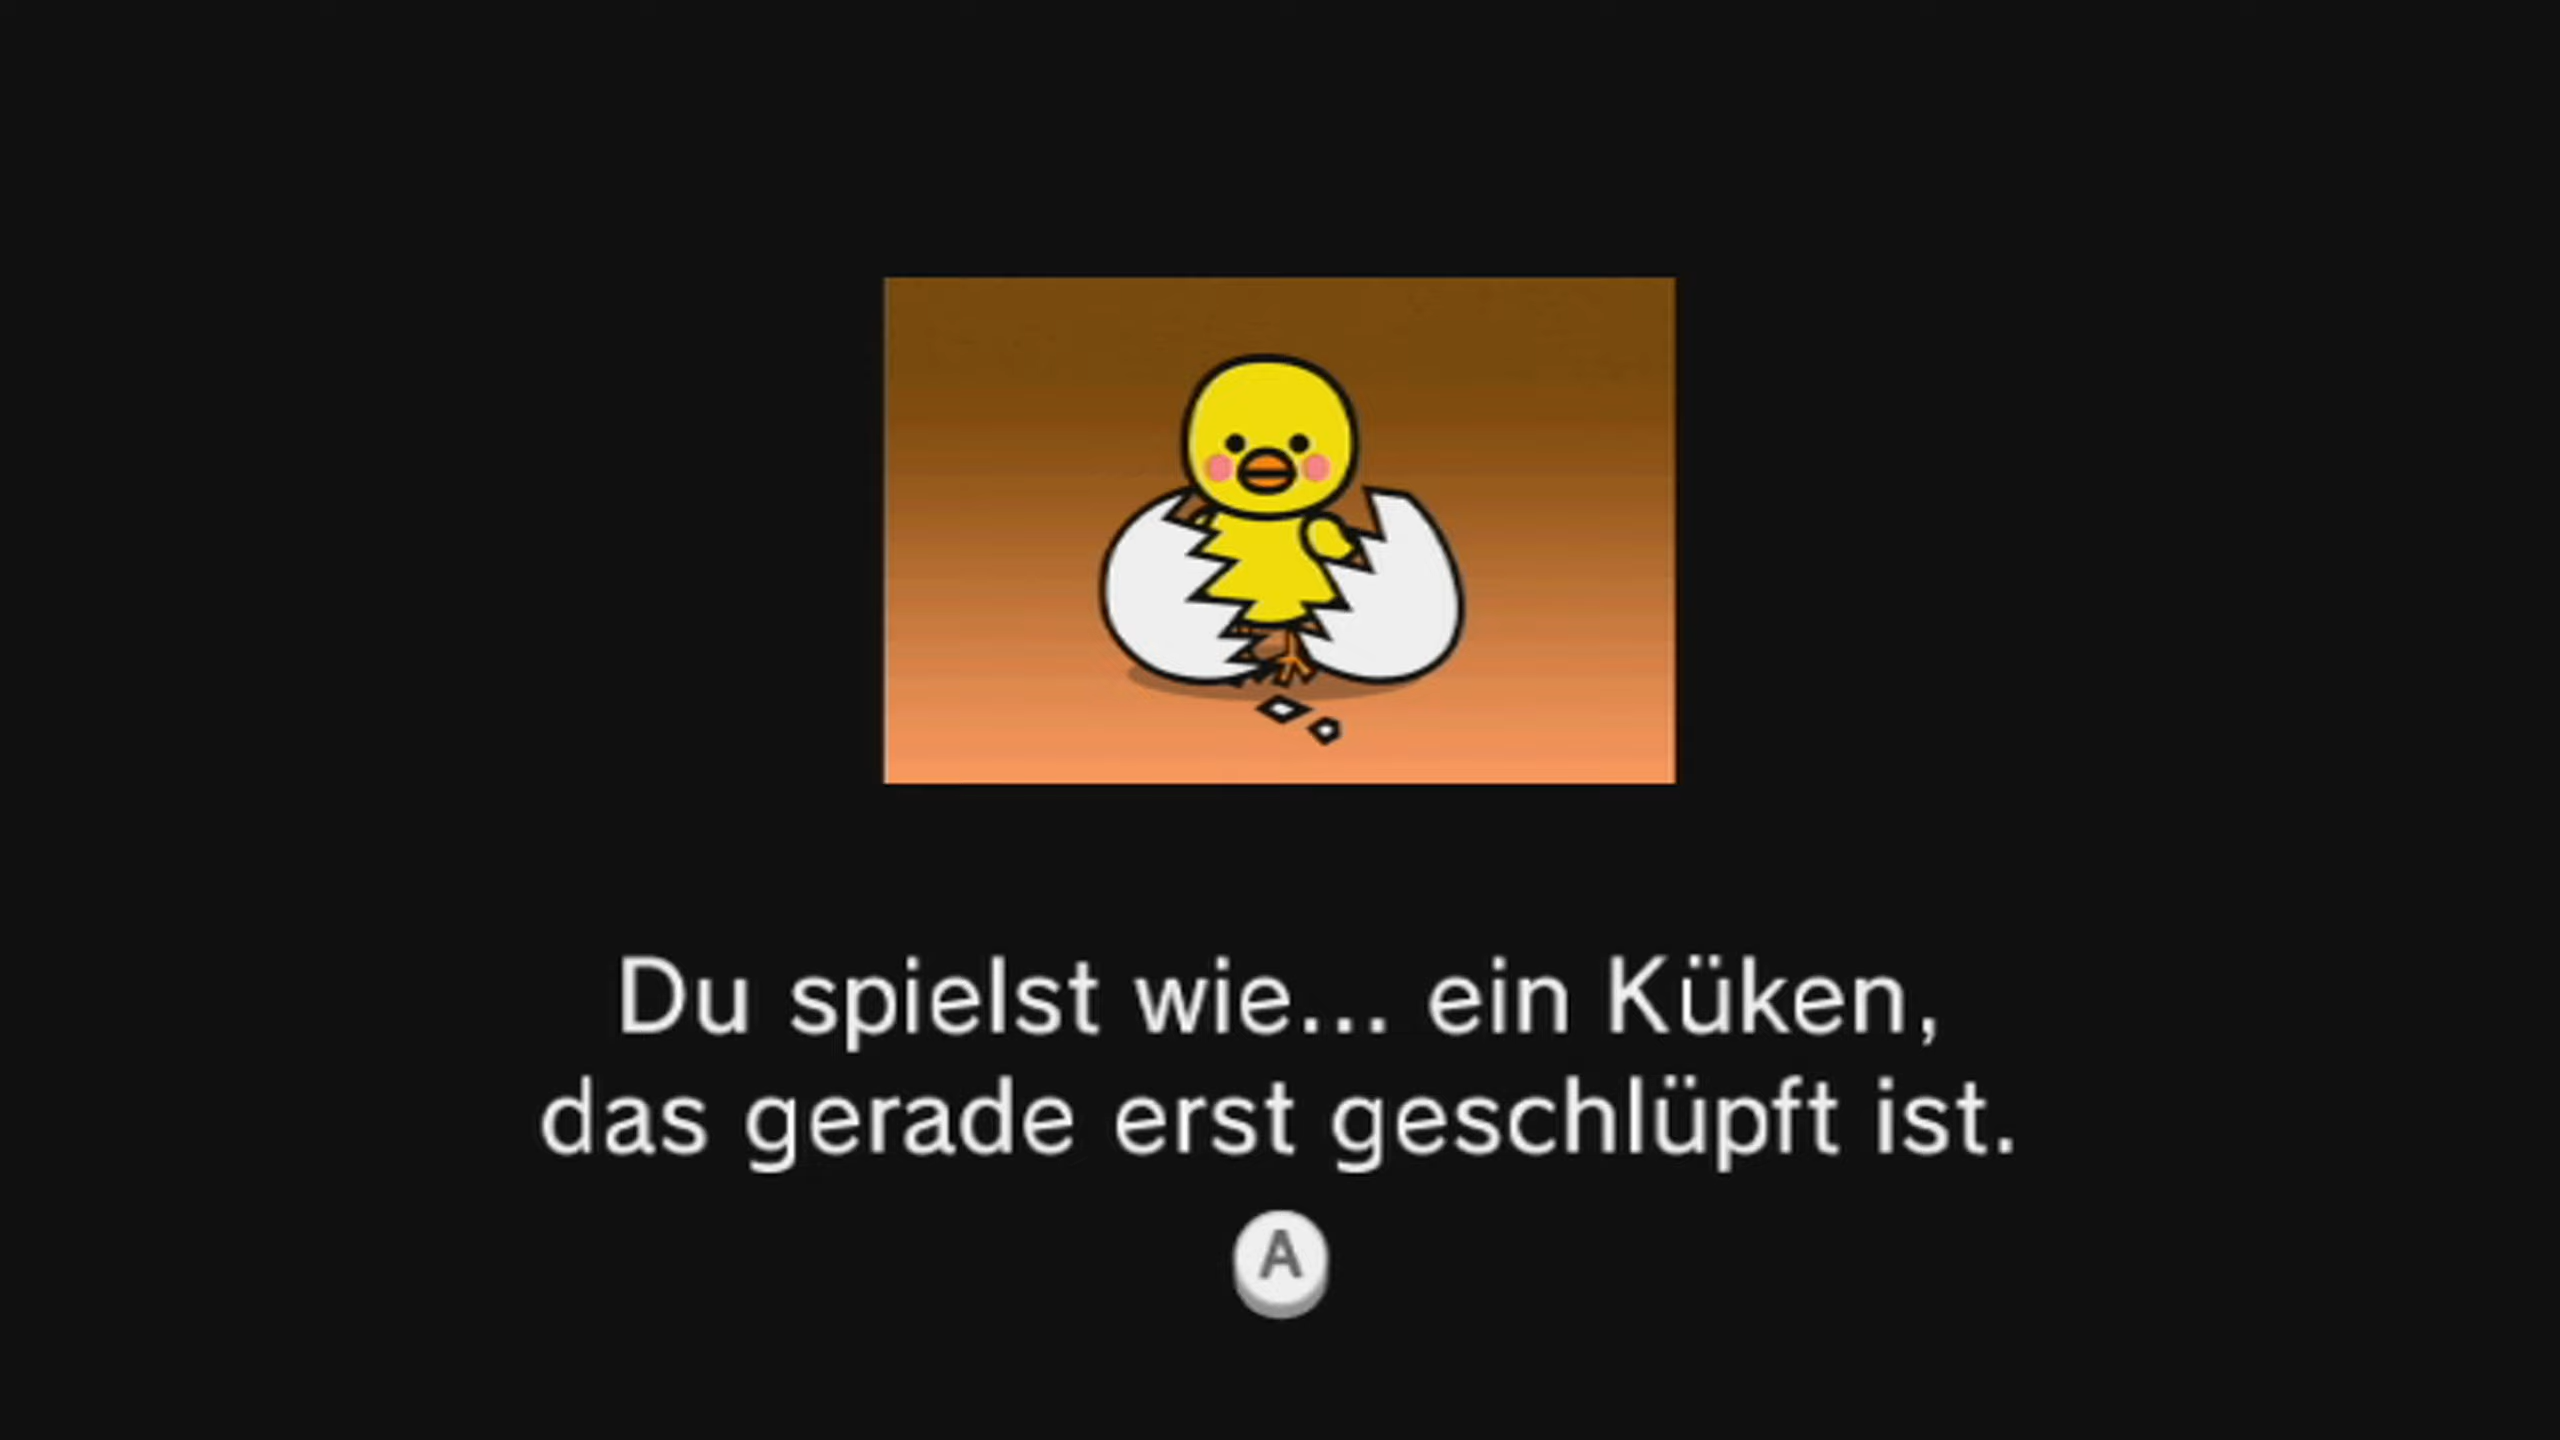 Du spielst wie... ein Küken,
das gerade erst geschlüpft ist.
A